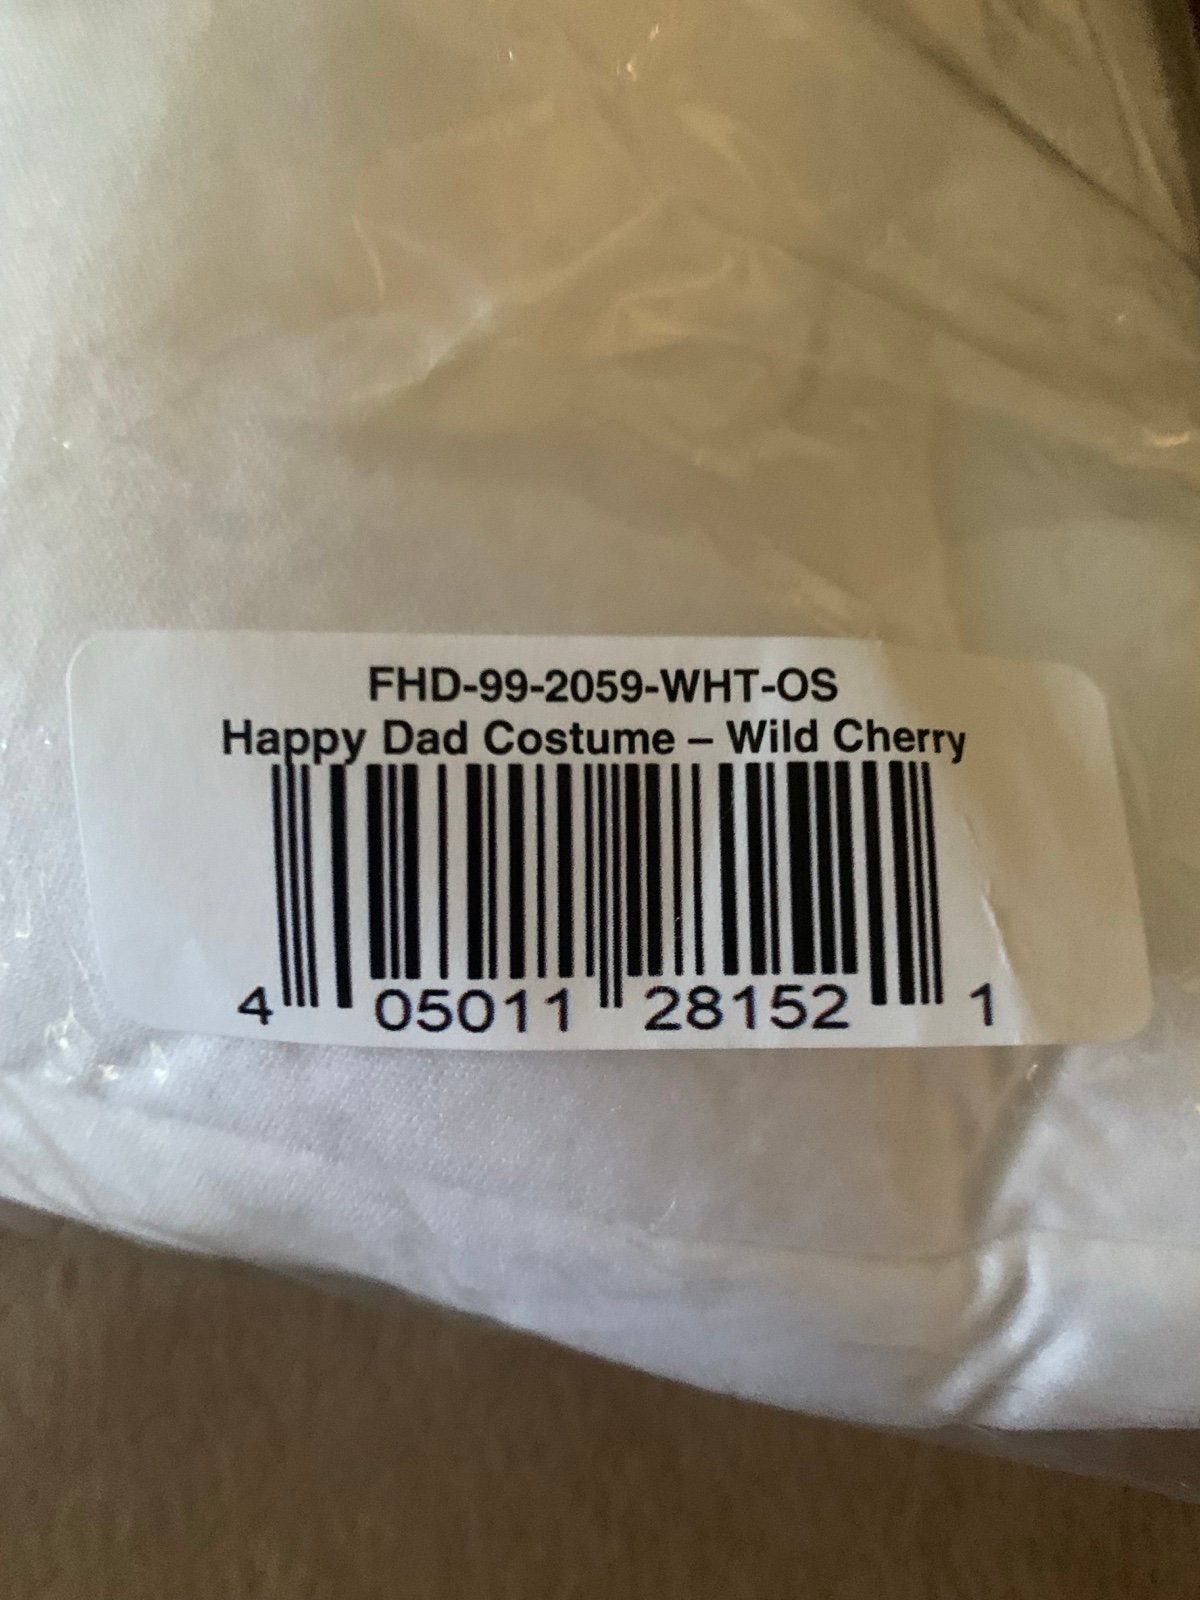 FHD-99-2059-WHT-OS
Happy Dad Costume – Wild Cherry
4 05011 28152 1